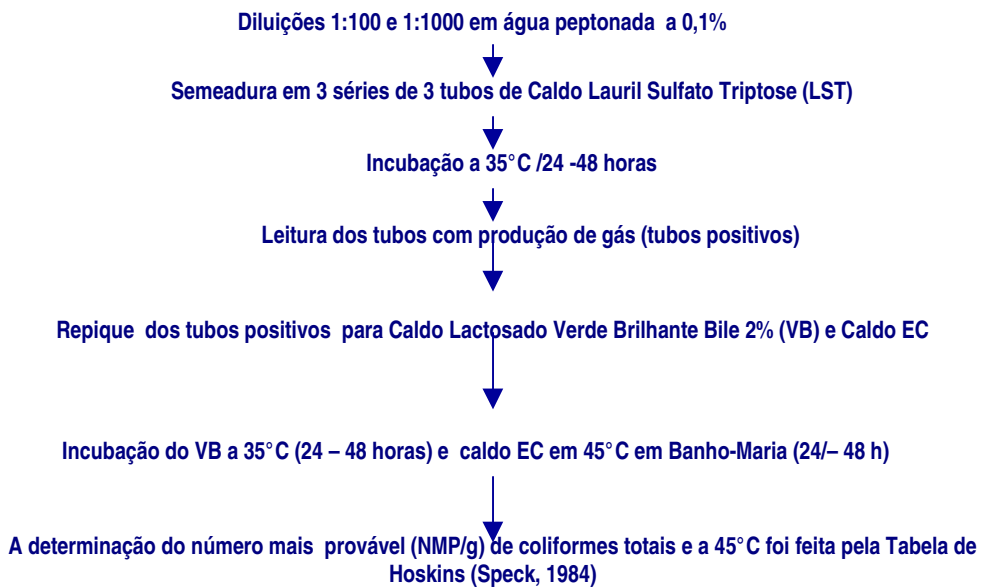 Diluições 1:100 e 1:1000 em água peptonada a 0,1%
Semeadura em 3 séries de 3 tubos de Caldo Lauril Sulfato Triptose (LST)
Incubação a 35°C /24 -48 horas
Leitura dos tubos com produção de gás (tubos positivos)
Repique dos tubos positivos para Caldo Lactosado Verde Brilhante Bile 2% (VB) e Caldo EC
Incubação do VB a 35°C (24 – 48 horas) e caldo EC em 45°C em Banho-Maria (24/– 48 h)
A determinação do número mais provável (NMP/g) de coliformes totais e a 45°C foi feita pela Tabela de
Hoskins (Speck, 1984)